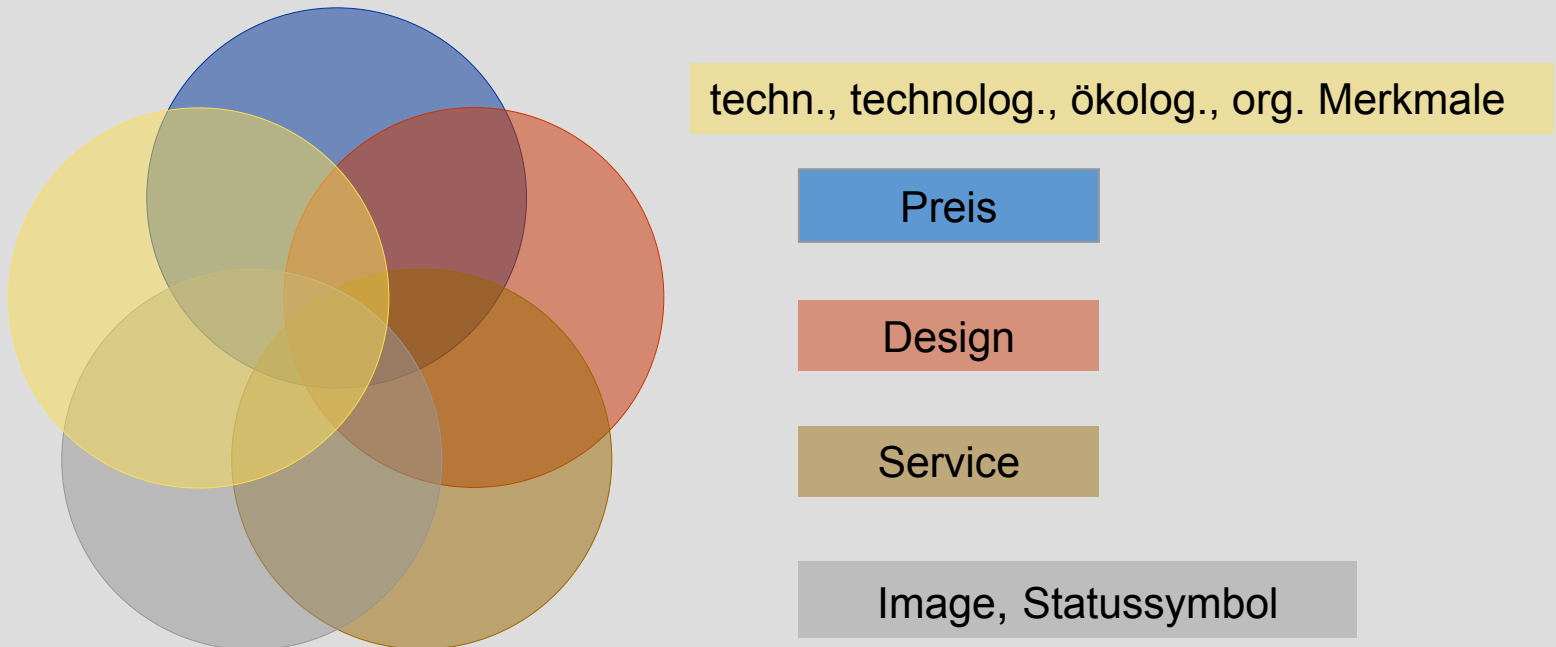 techn., technolog., ökolog., org. Merkmale
Preis
Design
Service
Image, Statussymbol